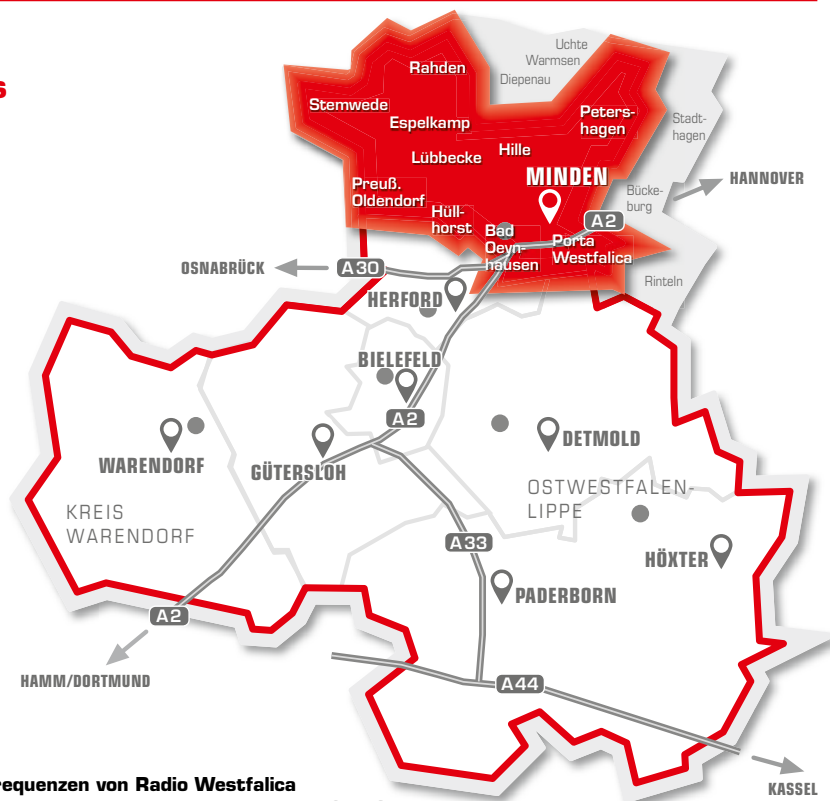 s
Uchte
Warmsen
Diepenau
Rahden
Stemwede
Espelkamp
Peters-
hagen
Stadt-
hagen
Lübbecke
Hille
MINDEN
HANNOVER
Preuß.
Oldendorf
Bücke-
burg
Hüll-
horst
A2
Bad
Oeyn-
hausen
Porta
Westfalica
OSNABRÜCK
A30
Rinteln
HERFORD
BIELEFELD
A2
DETMOLD
WARENDORF
GÜTERSLOH
OSTWESTFALEN-
LIPPE
KREIS
WARENDORF
A33
HÖXTER
PADERBORN
A2
HAMM/DORTMUND
A44
requenzen von Radio Westfalica
KASSEL